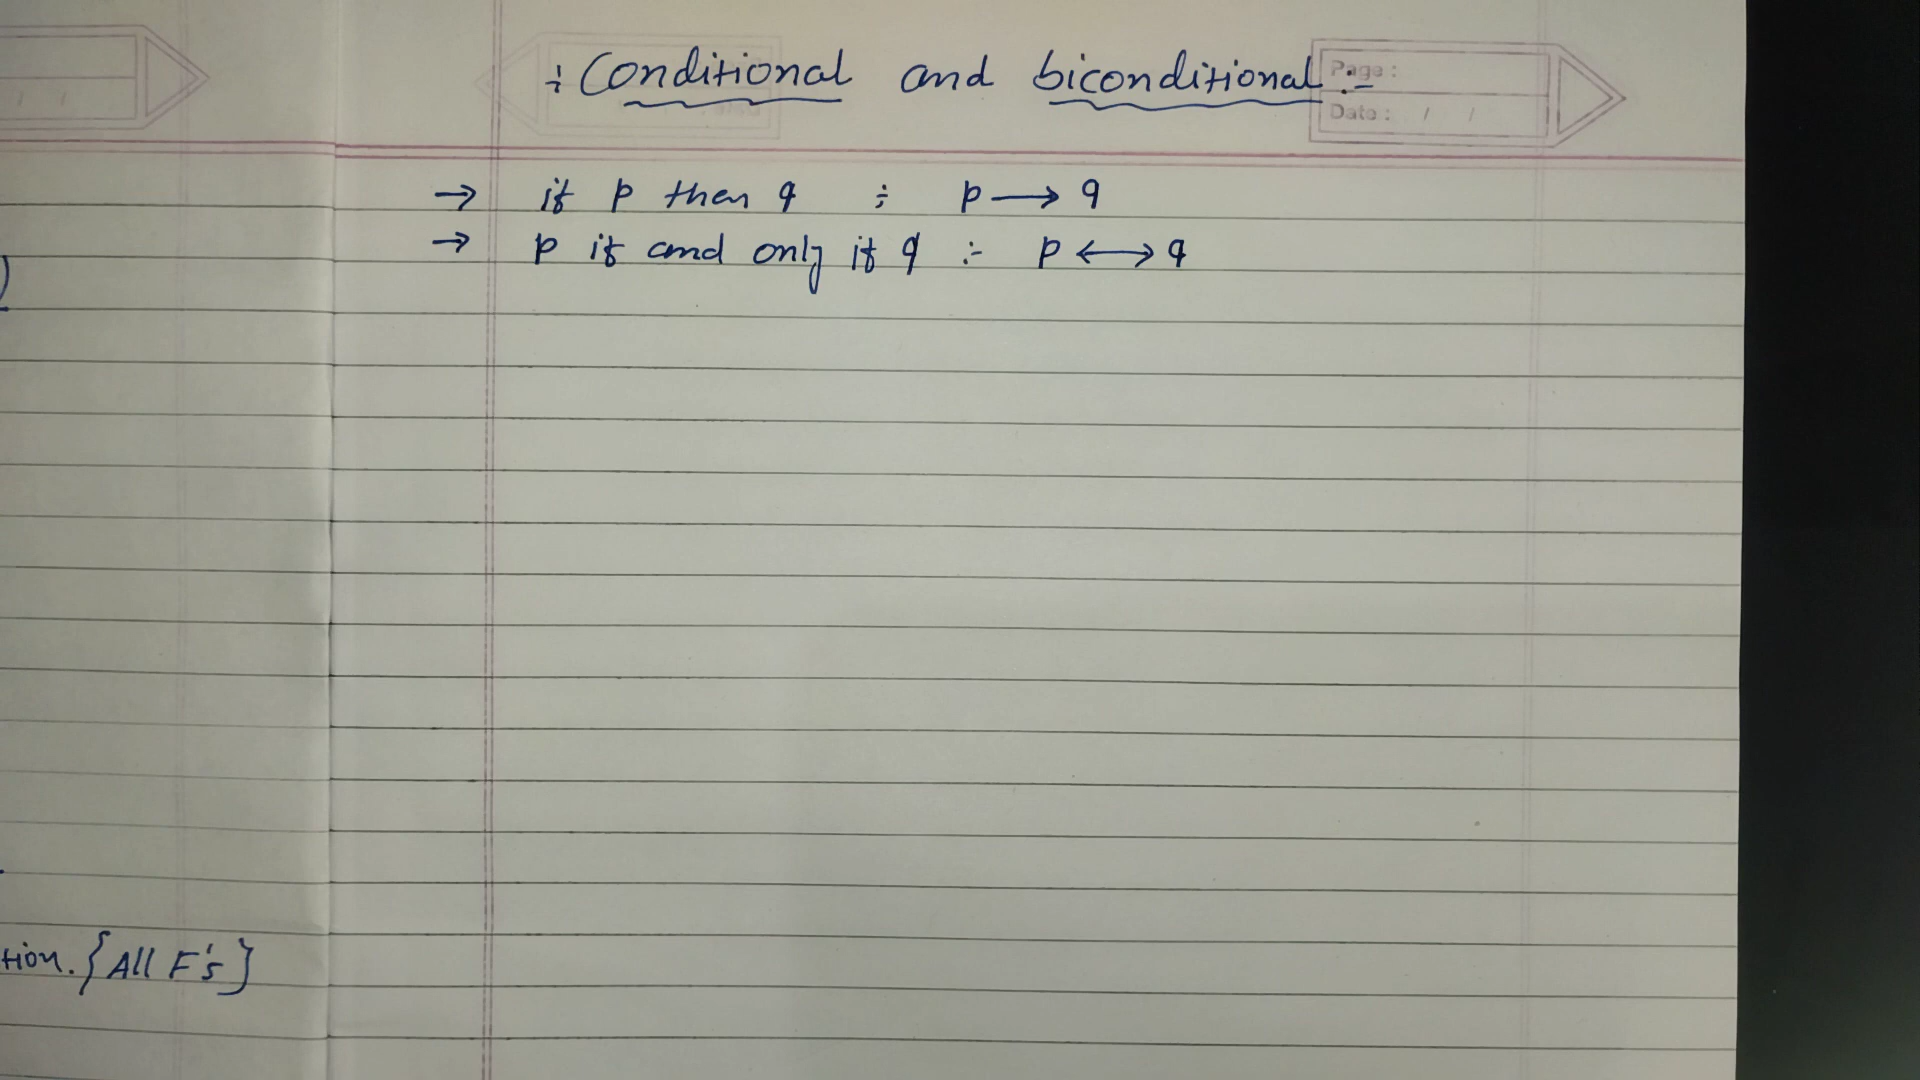 :- Conditional and biconditional :-
Page :
Date : / /
→ if p then q :- p ⟶ q
→ p if and only if q :- p ⟷ q
tion. {All F's}